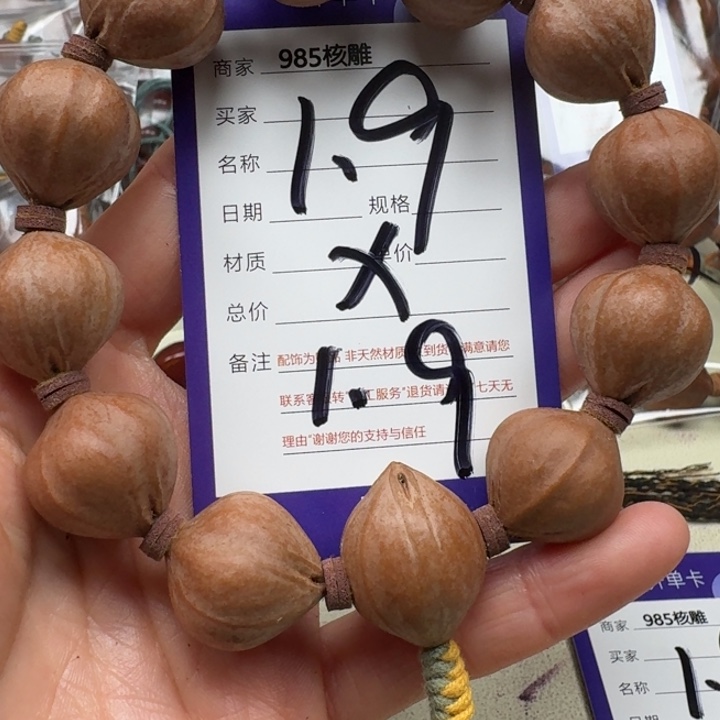 商家 985核雕
买家
名称
1.9
日期 规格
材质 单价
X
总价
1.9
备注 配饰为 非天然材质 到货 满意请您
联系客 转 工服务"退货请 七天无
理由"谢谢您的支持与信任
单卡
商家 985核雕
买家
名称
日期